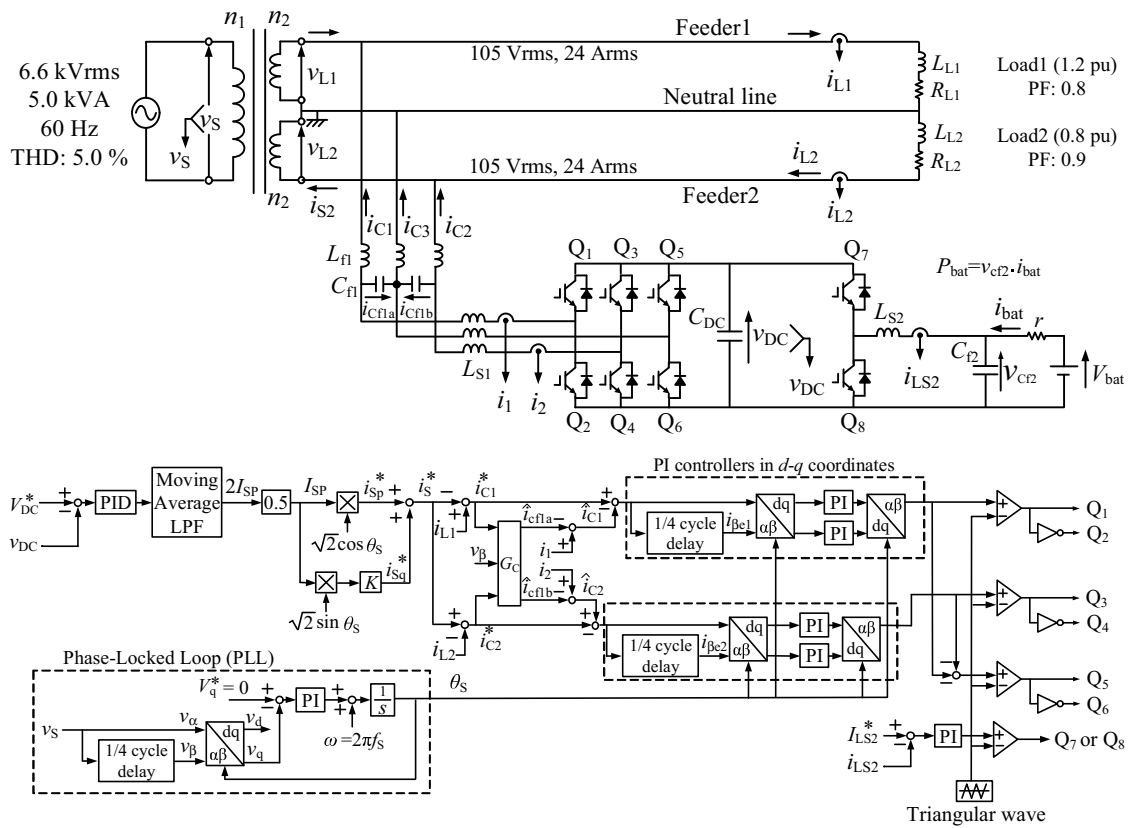 n1 n2
Feeder1
105 Vrms, 24 Arms
6.6 kVrms
5.0 kVA
60 Hz
THD: 5.0 %
vS
vS
vL1
iL1
LL1
RL1
Load1 (1.2 pu)
PF: 0.8
Neutral line
vL2
LL2
RL2
Load2 (0.8 pu)
PF: 0.9
105 Vrms, 24 Arms
iL2
n2
iS2
Feeder2
iL2
iC1 iC3 iC2
Lf1
Cf1
iCf1a iCf1b
LS1
i1 i2
Q1 Q3 Q5 Q7
Q2 Q4 Q6 Q8
CDC
vDC
vDC
Pbat=vcf2.ibat
LS2
iLS2
ibat
r
Cf2
vCf2
Vbat
V*DC
vDC
PID
Moving
Average
LPF
2ISP
0.5
ISP
i*Sp
√2cos θS
√2sin θS
K
i*Sq
i*S
i*C1
iL1
iL2
i*C2
vβ
GC
îcf1a
îcf1b
îC1
i1
i2
îC2
PI controllers in d-q coordinates
1/4 cycle
delay
iβe1
dq
αβ
PI
PI
αβ
dq
1/4 cycle
delay
iβe2
dq
αβ
PI
PI
αβ
dq
Q1
Q2
Q3
Q4
Q5
Q6
Q7 or Q8
I*LS2
iLS2
PI
Triangular wave
Phase-Locked Loop (PLL)
V*q = 0
PI
1
s
θS
ω=2πfS
vS
vα
vβ
1/4 cycle
delay
dq
αβ
vd
vq